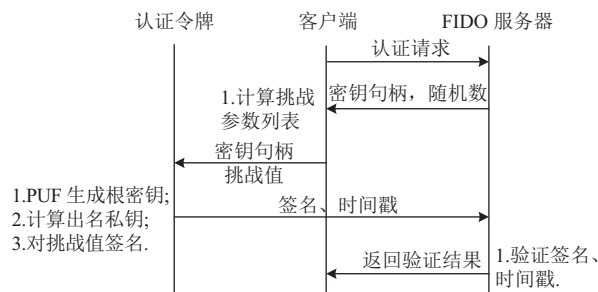 认证令牌
客户端
FIDO 服务器
认证请求
密钥句柄，随机数
1.计算挑战
参数列表
密钥句柄
挑战值
1.PUF 生成根密钥;
2.计算出名私钥;
3.对挑战值签名.
签名、时间戳
返回验证结果
1.验证签名、
时间戳.